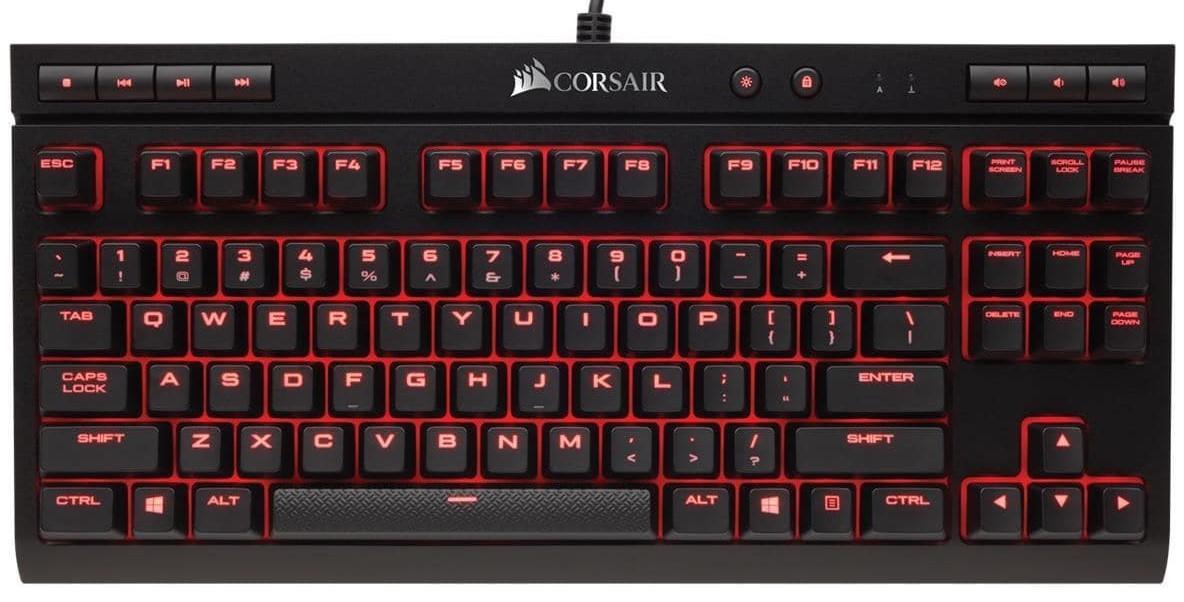 CORSAIR
A
ESC F1 F2 F3 F4 F5 F6 F7 F8 F9 F10 F11 F12 PRINT SCREEN SCROLL LOCK PAUSE BREAK
` 1 2 3 4 5 6 7 8 9 0 - = ← INSERT HOME PAGE UP
~ ! @ # $ % ^ & * ( ) _ +
TAB Q W E R T Y U I O P [ ] \ DELETE END PAGE DOWN
{ } |
CAPS LOCK A S D F G H J K L ; ' ENTER
: "
SHIFT Z X C V B N M , . / SHIFT
< > ?
CTRL ALT ALT CTRL